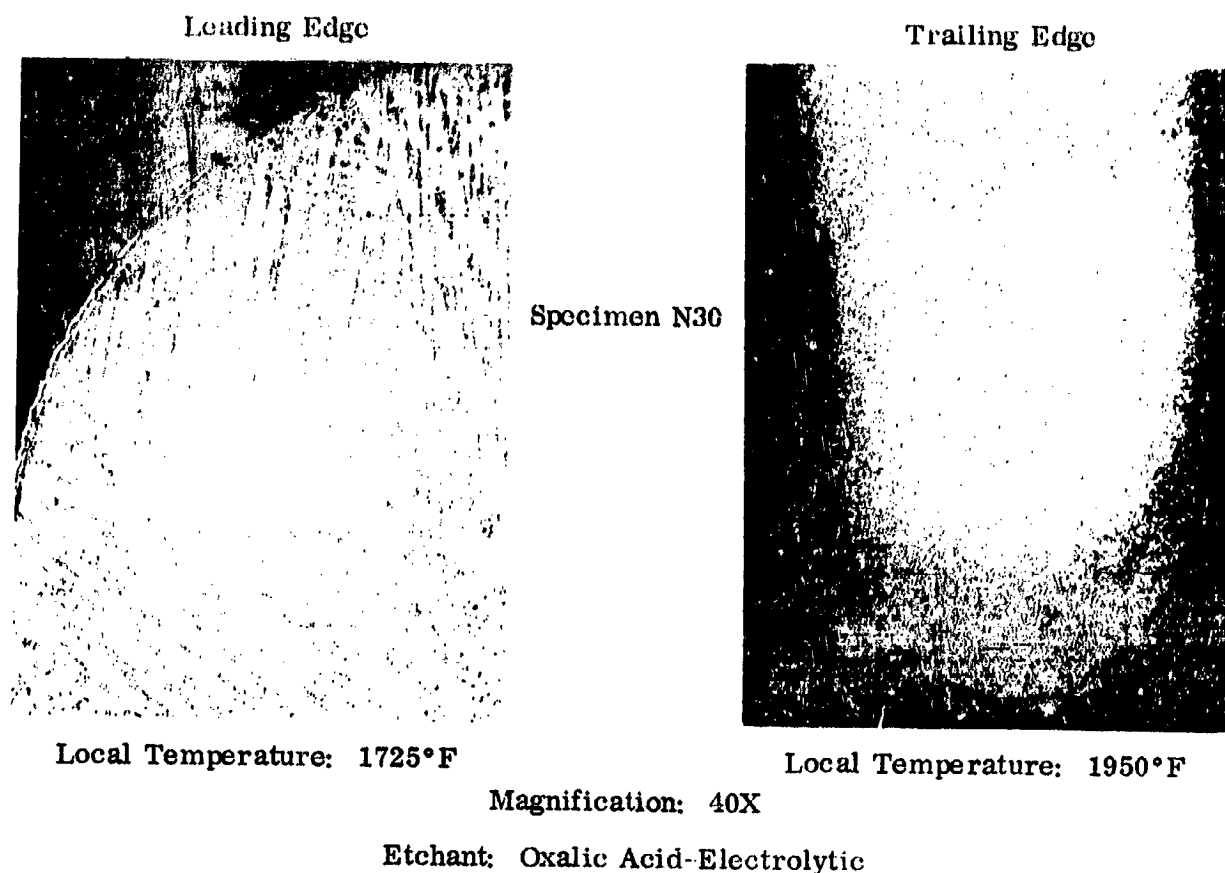 Leading Edge
Trailing Edge
Specimen N30
Local Temperature: 1725°F
Local Temperature: 1950°F
Magnification: 40X
Etchant: Oxalic Acid-Electrolytic